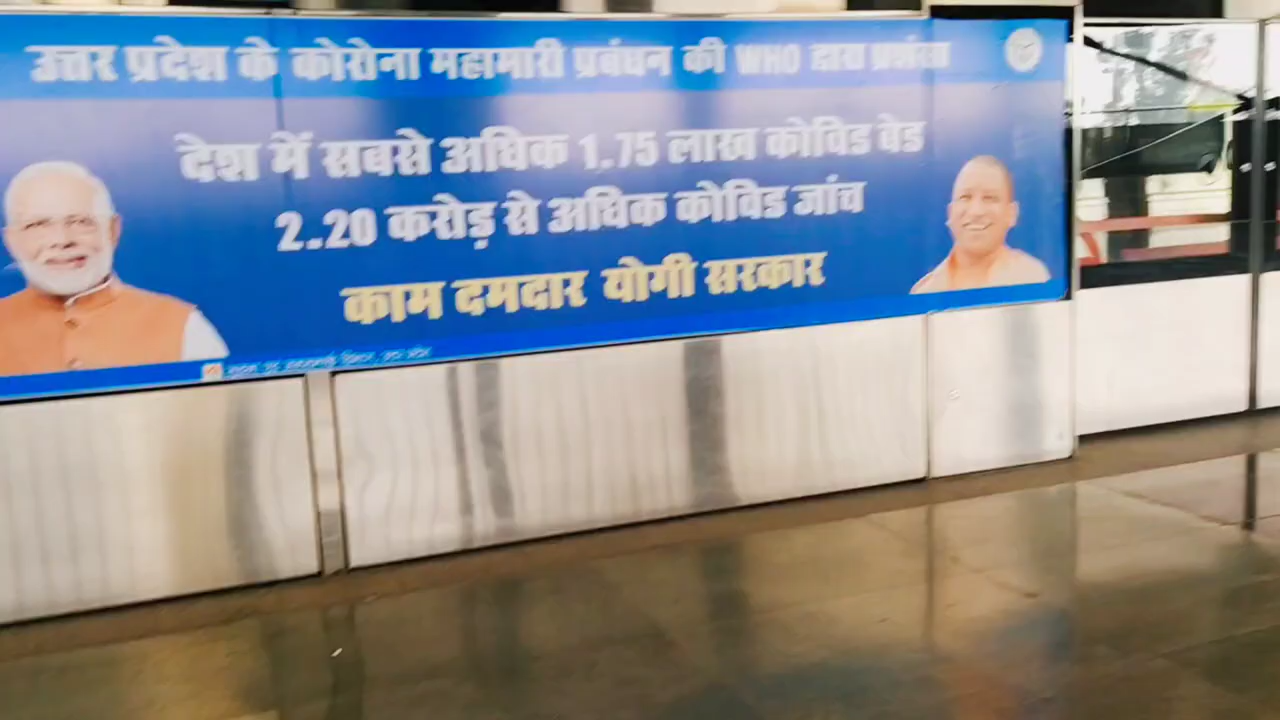 उत्तर प्रदेश के कोरोना महामारी प्रबंधन की WHO द्वारा प्रशंसा
देश में सबसे अधिक 1.75 लाख कोविड बेड
2.20 करोड़ से अधिक कोविड जांच
काम दमदार योगी सरकार